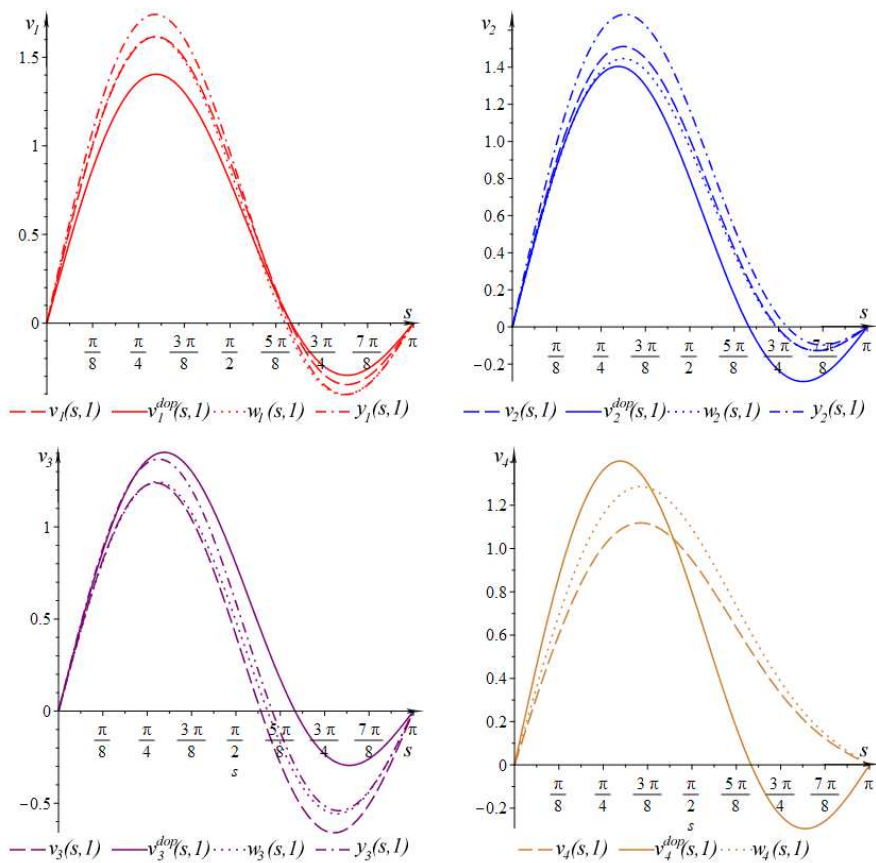 v₁
1.5
1
0.5
0
π/8 π/4 3π/8 π/2 5π/8 3π/4 7π/8 π
s
v₁(s,1) v₁^dop(s,1) w₁(s,1) y₁(s,1)
v₂
1.4
1.2
1.0
0.8
0.6
0.4
0.2
0
−0.2
π/8 π/4 3π/8 π/2 5π/8 3π/4 7π/8 π
s
v₂(s,1) v₂^dop(s,1) w₂(s,1) y₂(s,1)
v₃
1
0.5
0
−0.5
π/8 π/4 3π/8 π/2 5π/8 3π/4 7π/8 π
s
s
v₃(s,1) v₃^dop(s,1) w₃(s,1) y₃(s,1)
v₄
1.2
1.0
0.8
0.6
0.4
0.2
0
−0.2
s
π/8 π/4 3π/8 π/2 5π/8 3π/4 7π/8 π
s
v₄(s,1) v₄^dop(s,1) w₄(s,1)